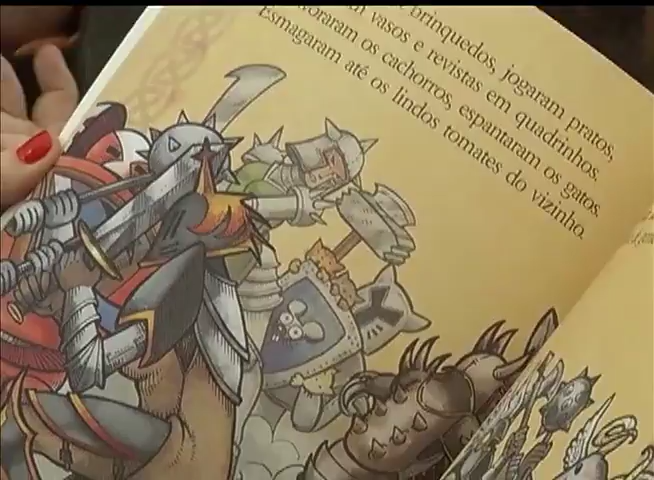 brinquedos, jogaram pratos,
vasos e revistas em quadrinhos.
os cachorros, espantaram os gatos.
Esmagaram até os lindos tomates do vizinho.